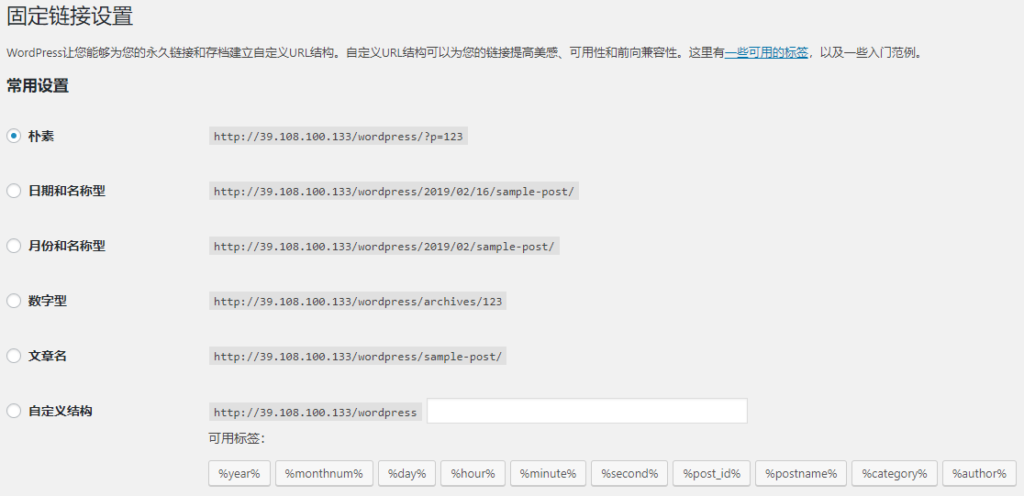 固定链接设置
WordPress让您能够为您的永久链接和存档建立自定义URL结构。自定义URL结构可以为您的链接提高美感、可用性和前向兼容性。这里有一些可用的标签，以及一些入门范例。
常用设置
朴素 http://39.108.100.133/wordpress/?p=123
日期和名称型 http://39.108.100.133/wordpress/2019/02/16/sample-post/
月份和名称型 http://39.108.100.133/wordpress/2019/02/sample-post/
数字型 http://39.108.100.133/wordpress/archives/123
文章名 http://39.108.100.133/wordpress/sample-post/
自定义结构 http://39.108.100.133/wordpress
可用标签：
%year% %monthnum% %day% %hour% %minute% %second% %post_id% %postname% %category% %author%